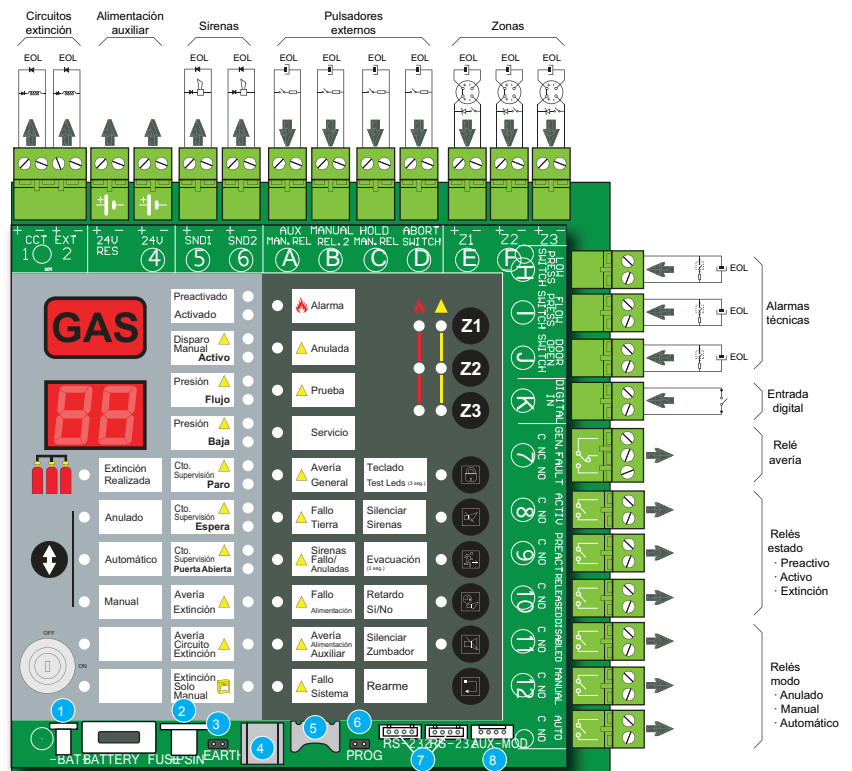 Circuitos
extinción
Alimentación
auxiliar
Sirenas
Pulsadores
externos
Zonas
EOL
EOL
EOL
EOL
EOL
EOL
EOL
EOL
EOL
EOL
EOL
+ - + -
CCT EXT
1 2
+ -
24V
RES
+ -
24V
4
+ -
SND1
5
+ -
SND2
6
AUX
MAN.REL
A
MANUAL
REL.2
B
HOLD
MAN.REL
C
ABORT
SWITCH
D
+ -
Z1
E
+ -
Z2
F
+ -
Z3
LOW
PRESS
SWITCH
H
EOL
FLOW
PRESS
SWITCH
I
EOL
DOOR
OPEN
SWITCH
J
EOL
Alarmas
técnicas
DIGITAL
IN
K
Entrada
digital
GEN.FAULT
C NC NO
7
Relé
avería
ACTIV
C NO
8
PREACT
C NO
9
RELEASED
C NO
10
Relés
estado
· Preactivo
· Activo
· Extinción
DISABLED
C NO
11
MANUAL
C NO
12
AUTO
C NO
Relés
modo
· Anulado
· Manual
· Automático
GAS
88
Preactivado
Activado
Disparo
Manual
Activo
Presión
Flujo
Presión
Baja
Cto.
Supervisión
Paro
Cto.
Supervisión
Espera
Cto.
Supervisión
Puerta Abierta
Avería
Extinción
Avería
Circuito
Extinción
Extinción
Solo
Manual
Extinción
Realizada
Anulado
Automático
Manual
OFF
ON
Alarma
Anulada
Prueba
Servicio
Avería
General
Fallo
Tierra
Sirenas
Fallo/
Anuladas
Fallo
Alimentación
Avería
Alimentación
Auxiliar
Fallo
Sistema
Z1
Z2
Z3
Teclado
Test Leds (3 seg.)
Silenciar
Sirenas
Evacuación
(3 seg.)
Retardo
Sí/No
Silenciar
Zumbador
Rearme
1
2
3
4
5
6
7
8
-BAT+
BATTERY FUSE
EARTH
PROG
RS-232
AUX-MOD